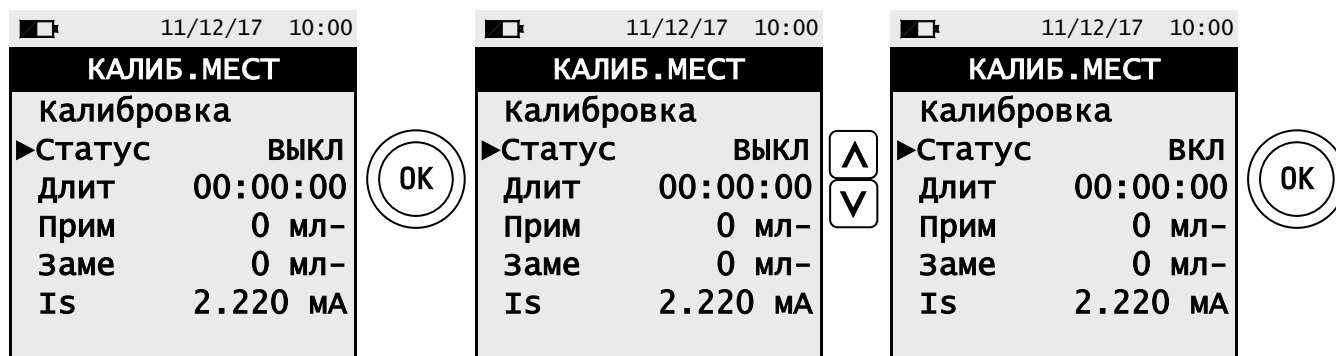 11/12/17 10:00
КАЛИБ.МЕСТ
Калибровка
►Статус ВЫКЛ
Длит 00:00:00
Прим 0 мл-
Заме 0 мл-
Is 2.220 мА
OK
11/12/17 10:00
КАЛИБ.МЕСТ
Калибровка
►Статус ВЫКЛ
Длит 00:00:00
Прим 0 мл-
Заме 0 мл-
Is 2.220 мА
11/12/17 10:00
КАЛИБ.МЕСТ
Калибровка
►Статус ВКЛ
Длит 00:00:00
Прим 0 мл-
Заме 0 мл-
Is 2.220 мА
OK